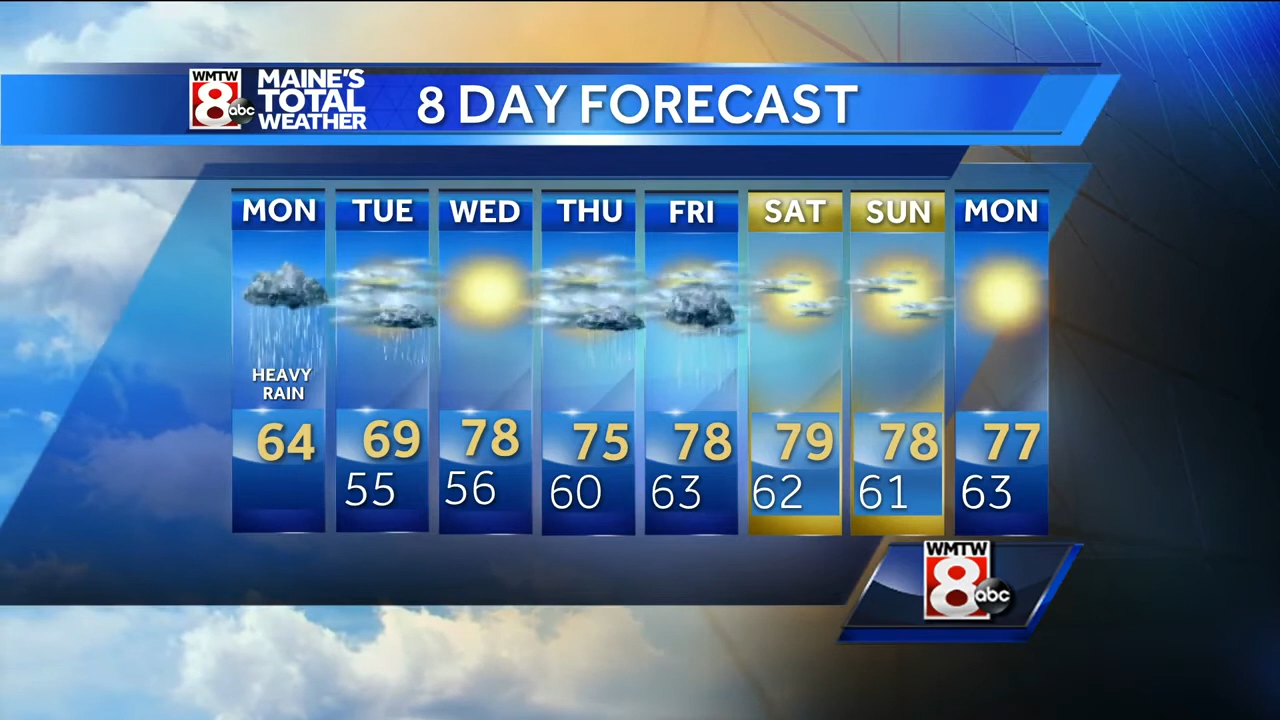 WMTW
8
abc
MAINE'S
TOTAL
WEATHER
8 DAY FORECAST
MON TUE WED THU FRI SAT SUN MON
HEAVY
RAIN
64 69 78 75 78 79 78 77
55 56 60 63 62 61 63
WMTW
8
abc